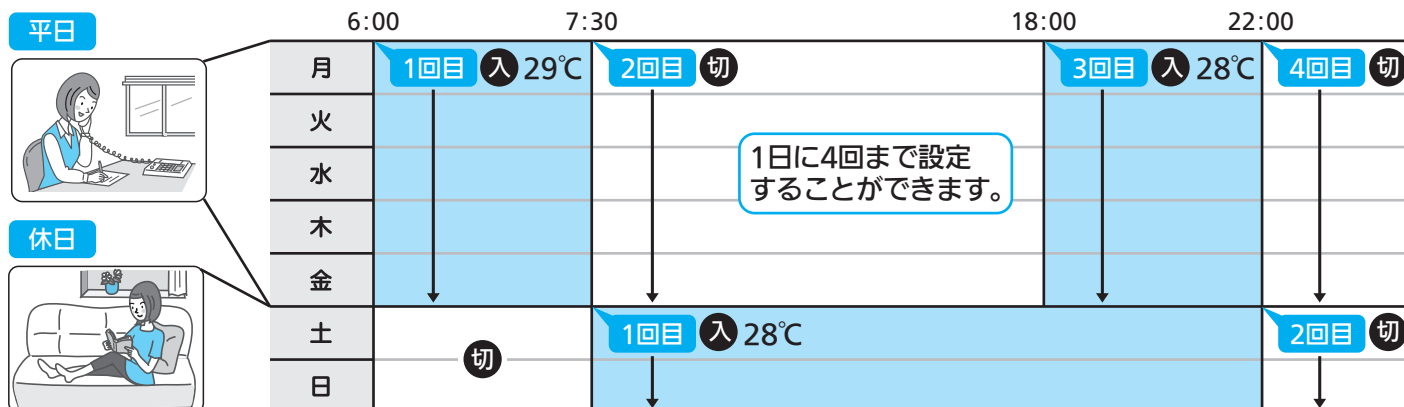 平日
6:00 7:30 18:00 22:00
月 1回目 入 29℃ 2回目 切 3回目 入 28℃ 4回目 切
火
水
1日に4回まで設定
することができます。
木
休日
金
土 1回目 入 28℃ 2回目 切
切
日